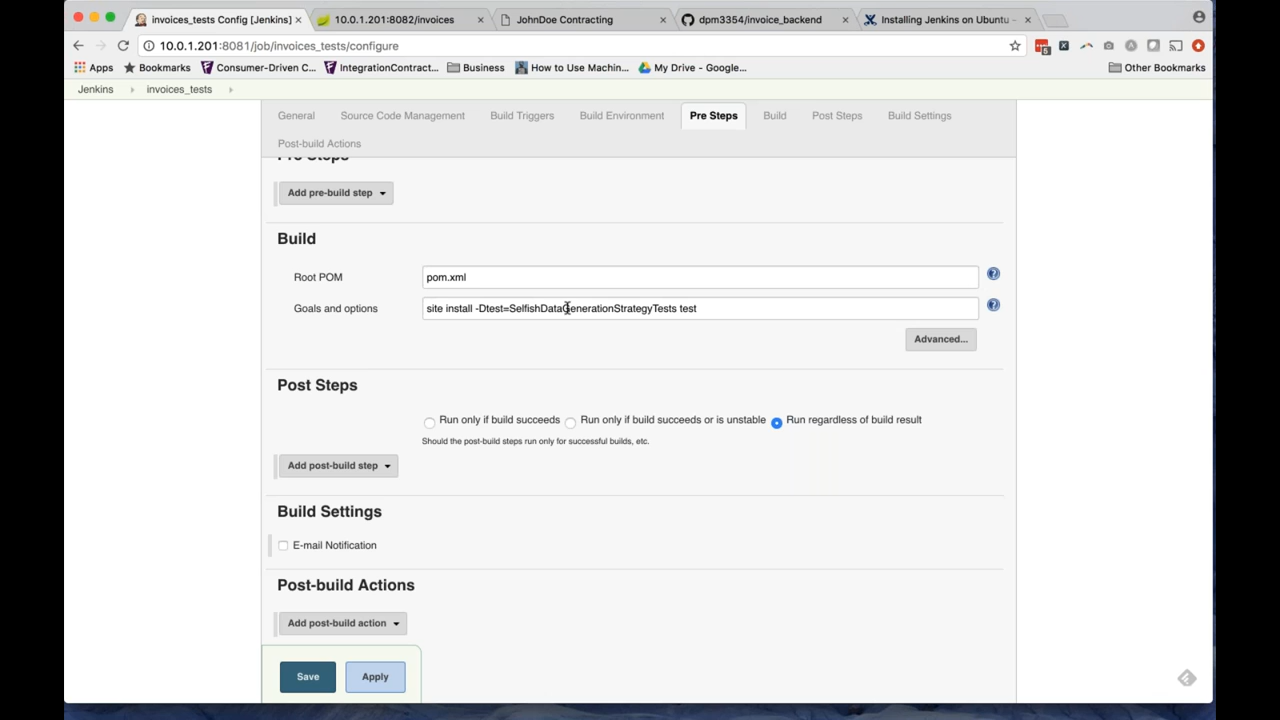 invoices_tests Config [Jenkins]
10.0.1.201:8082/invoices
JohnDoe Contracting
dpm3354/invoice_backend
Installing Jenkins on Ubuntu -
10.0.1.201:8081/job/invoices_tests/configure
Apps
Bookmarks
Consumer-Driven C...
IntegrationContract...
Business
How to Use Machin...
My Drive - Google...
Other Bookmarks
Jenkins
invoices_tests
General
Source Code Management
Build Triggers
Build Environment
Pre Steps
Build
Post Steps
Build Settings
Post-build Actions
Pre Steps
Add pre-build step
Build
Root POM
pom.xml
Goals and options
site install -Dtest=SelfishDataGenerationStrategyTests test
Advanced...
Post Steps
Run only if build succeeds
Run only if build succeeds or is unstable
Run regardless of build result
Should the post-build steps run only for successful builds, etc.
Add post-build step
Build Settings
E-mail Notification
Post-build Actions
Add post-build action
Save
Apply